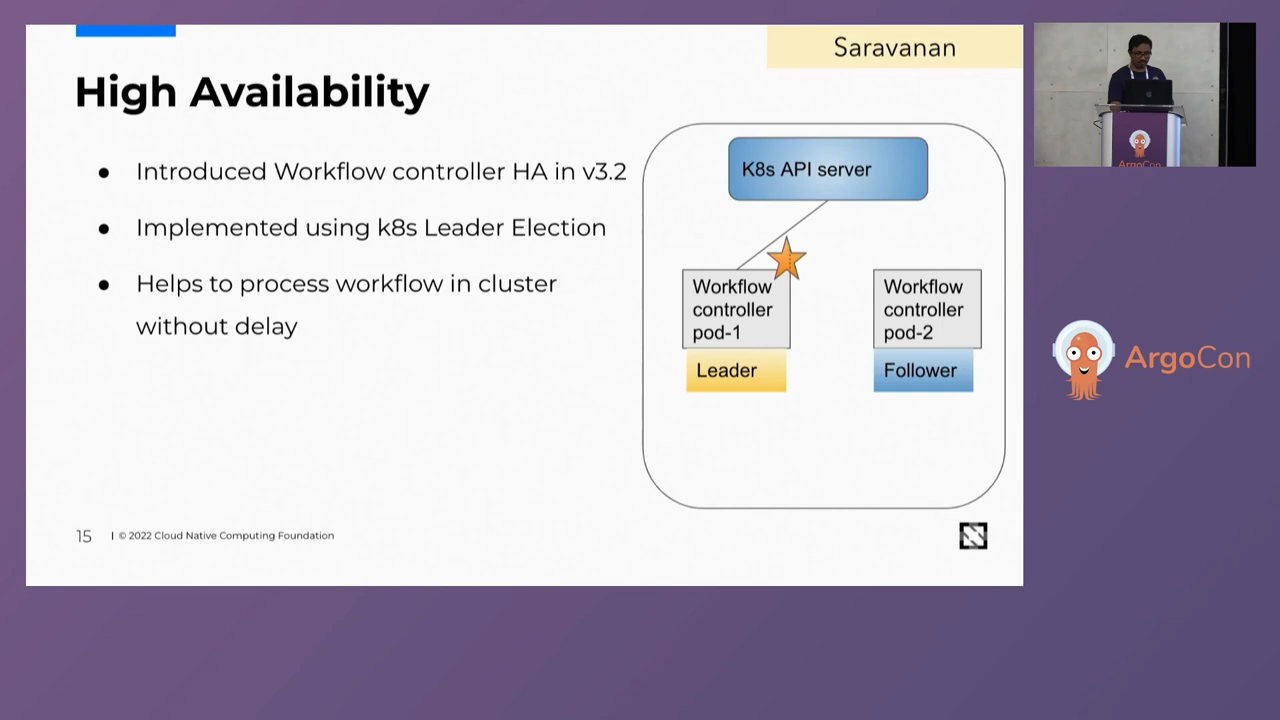 Saravanan
High Availability
● Introduced Workflow controller HA in v3.2
● Implemented using k8s Leader Election
● Helps to process workflow in cluster
without delay
K8s API server
Workflow
controller
pod-1
Leader
Workflow
controller
pod-2
Follower
15 | © 2022 Cloud Native Computing Foundation
ArgoCon
ArgoCon